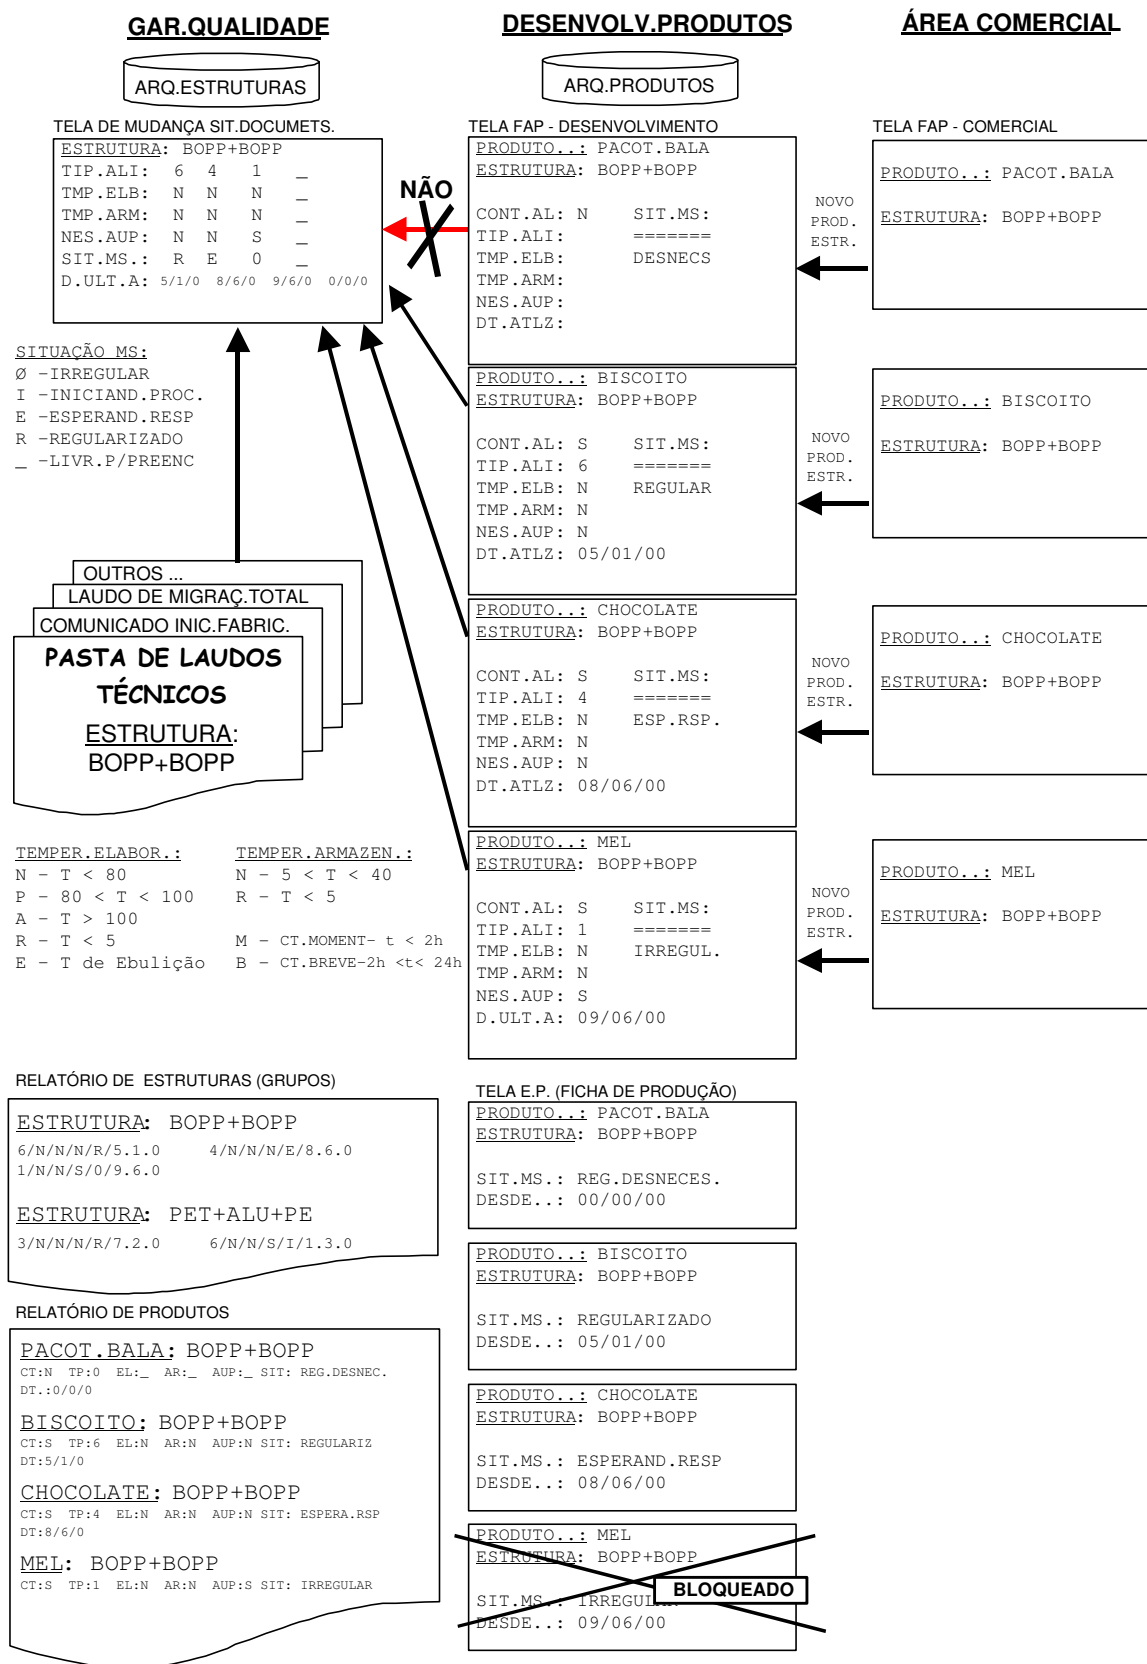 GAR.QUALIDADE
DESENVOLV.PRODUTOS
ÁREA COMERCIAL
ARQ.ESTRUTURAS
ARQ.PRODUTOS
TELA DE MUDANÇA SIT.DOCUMETS.
ESTRUTURA: BOPP+BOPP
TIP.ALI: 6 4 1 _
TMP.ELB: N N N _
TMP.ARM: N N N _
NES.AUP: N N S _
SIT.MS.: R E 0 _
D.ULT.A: 5/1/0 8/6/0 9/6/0 0/0/0
NÃO
SITUAÇÃO MS:
Ø -IRREGULAR
I -INICIAND.PROC.
E -ESPERAND.RESP
R -REGULARIZADO
_ -LIVR.P/PREENC
OUTROS ...
LAUDO DE MIGRAÇ.TOTAL
COMUNICADO INIC.FABRIC.
PASTA DE LAUDOS
TÉCNICOS
ESTRUTURA:
BOPP+BOPP
TEMPER.ELABOR.:
N - T < 80
P - 80 < T < 100
A - T > 100
R - T < 5
E - T de Ebulição
TEMPER.ARMAZEN.:
N - 5 < T < 40
R - T < 5
M - CT.MOMENT- t < 2h
B - CT.BREVE-2h <t< 24h
TELA FAP - DESENVOLVIMENTO
PRODUTO..: PACOT.BALA
ESTRUTURA: BOPP+BOPP
CONT.AL: N SIT.MS:
TIP.ALI: =======
TMP.ELB: DESNECS
TMP.ARM:
NES.AUP:
DT.ATLZ:
PRODUTO..: BISCOITO
ESTRUTURA: BOPP+BOPP
CONT.AL: S SIT.MS:
TIP.ALI: 6 =======
TMP.ELB: N REGULAR
TMP.ARM: N
NES.AUP: N
DT.ATLZ: 05/01/00
PRODUTO..: CHOCOLATE
ESTRUTURA: BOPP+BOPP
CONT.AL: S SIT.MS:
TIP.ALI: 4 =======
TMP.ELB: N ESP.RSP.
TMP.ARM: N
NES.AUP: N
DT.ATLZ: 08/06/00
PRODUTO..: MEL
ESTRUTURA: BOPP+BOPP
CONT.AL: S SIT.MS:
TIP.ALI: 1 =======
TMP.ELB: N IRREGUL.
TMP.ARM: N
NES.AUP: S
D.ULT.A: 09/06/00
TELA FAP - COMERCIAL
PRODUTO..: PACOT.BALA
ESTRUTURA: BOPP+BOPP
NOVO
PROD.
ESTR.
PRODUTO..: BISCOITO
ESTRUTURA: BOPP+BOPP
NOVO
PROD.
ESTR.
PRODUTO..: CHOCOLATE
ESTRUTURA: BOPP+BOPP
NOVO
PROD.
ESTR.
PRODUTO..: MEL
ESTRUTURA: BOPP+BOPP
NOVO
PROD.
ESTR.
RELATÓRIO DE ESTRUTURAS (GRUPOS)
ESTRUTURA: BOPP+BOPP
6/N/N/N/R/5.1.0 4/N/N/N/E/8.6.0
1/N/N/S/0/9.6.0
ESTRUTURA: PET+ALU+PE
3/N/N/N/R/7.2.0 6/N/N/S/I/1.3.0
RELATÓRIO DE PRODUTOS
PACOT.BALA: BOPP+BOPP
CT:N TP:0 EL:_ AR:_ AUP:_ SIT: REG.DESNEC.
DT.:0/0/0
BISCOITO: BOPP+BOPP
CT:S TP:6 EL:N AR:N AUP:N SIT: REGULARIZ
DT:5/1/0
CHOCOLATE: BOPP+BOPP
CT:S TP:4 EL:N AR:N AUP:N SIT: ESPERA.RSP
DT:8/6/0
MEL: BOPP+BOPP
CT:S TP:1 EL:N AR:N AUP:S SIT: IRREGULAR
TELA E.P. (FICHA DE PRODUÇÃO)
PRODUTO..: PACOT.BALA
ESTRUTURA: BOPP+BOPP
SIT.MS.: REG.DESNECES.
DESDE..: 00/00/00
PRODUTO..: BISCOITO
ESTRUTURA: BOPP+BOPP
SIT.MS.: REGULARIZADO
DESDE..: 05/01/00
PRODUTO..: CHOCOLATE
ESTRUTURA: BOPP+BOPP
SIT.MS.: ESPERAND.RESP
DESDE..: 08/06/00
PRODUTO..: MEL
ESTRUTURA: BOPP+BOPP
SIT.MS.: IRREGULAR
BLOQUEADO
DESDE..: 09/06/00